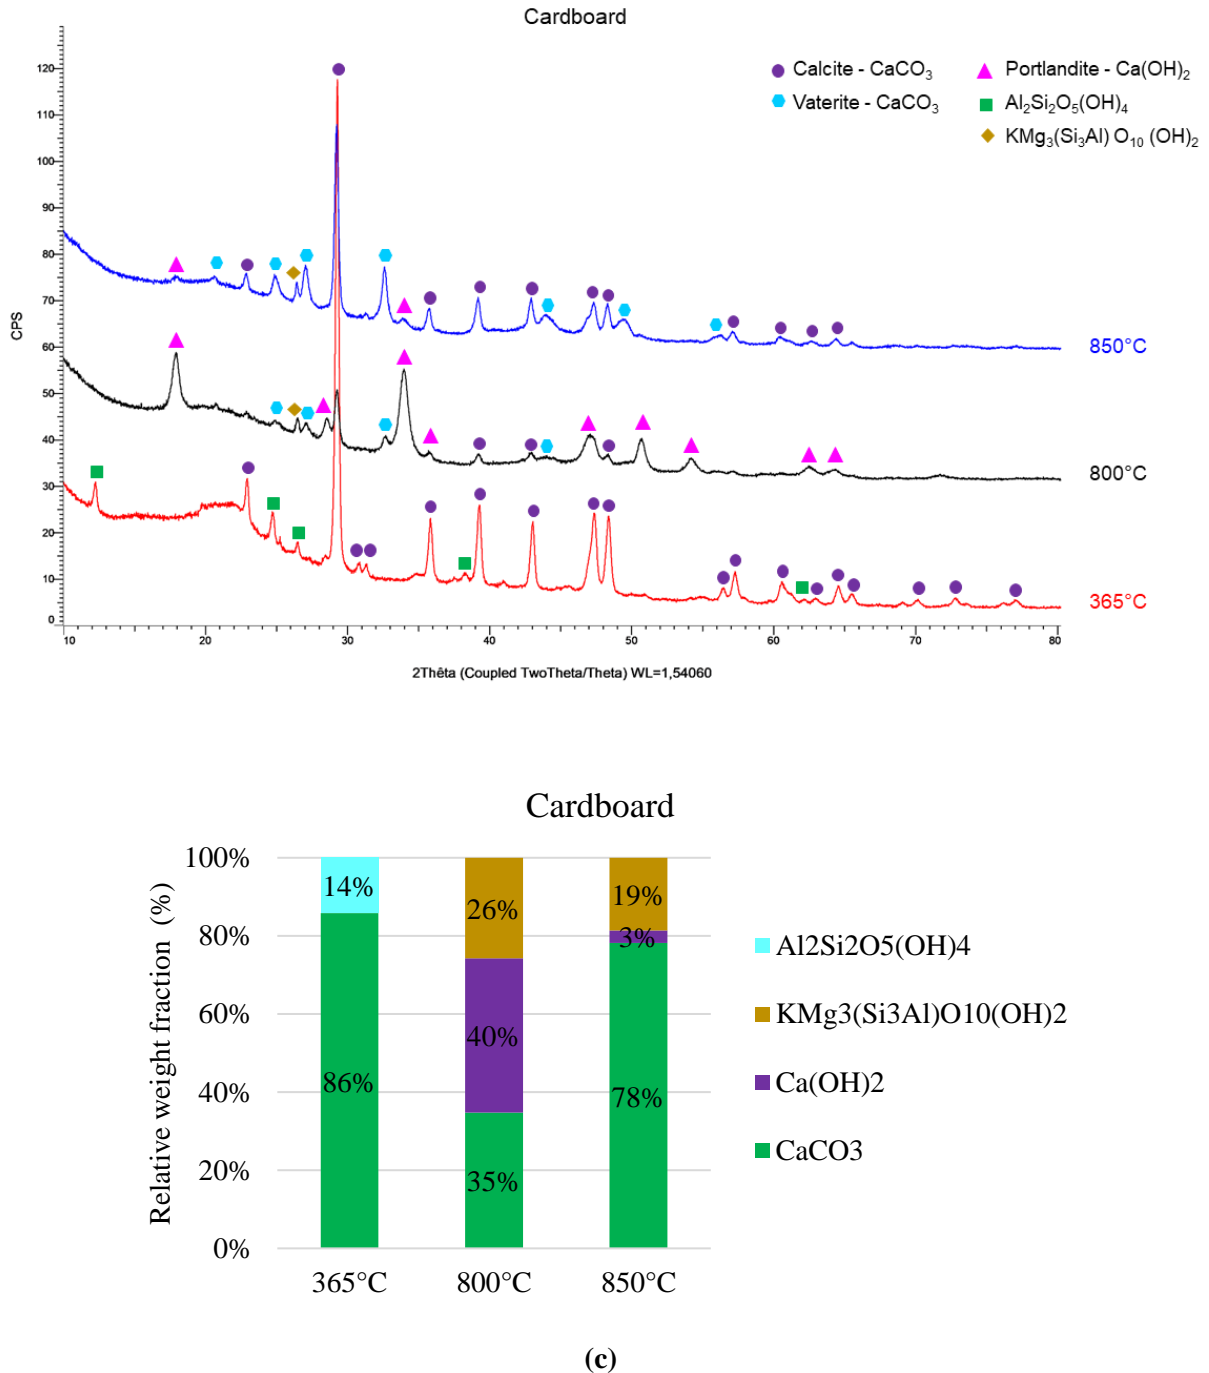 Cardboard
Calcite - CaCO₃
Portlandite - Ca(OH)₂
Vaterite - CaCO₃
Al₂Si₂O₅(OH)₄
KMg₃(Si₃Al) O₁₀ (OH)₂
CPS
120
110
100
90
80
70
60
50
40
30
20
10
0
850°C
800°C
365°C
10 20 30 40 50 60 70 80
2Thêta (Coupled TwoTheta/Theta) WL=1,54060
Cardboard
Relative weight fraction (%)
100%
80%
60%
40%
20%
0%
14%
86%
26%
40%
35%
19%
3%
78%
365°C 800°C 850°C
Al2Si2O5(OH)4
KMg3(Si3Al)O10(OH)2
Ca(OH)2
CaCO3
(c)